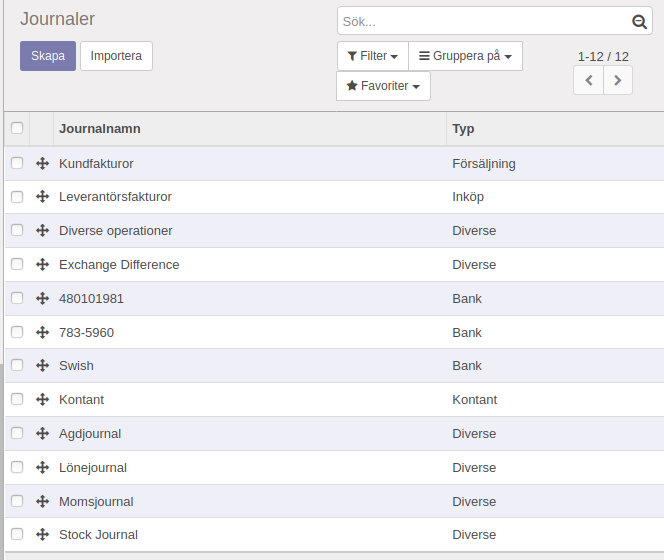 Journaler
Sök...
Skapa Importera
Filter Gruppera på
1-12 / 12
Favoriter
Journalnamn Typ
Kundfakturor Försäljning
Leverantörsfakturor Inköp
Diverse operationer Diverse
Exchange Difference Diverse
480101981 Bank
783-5960 Bank
Swish Bank
Kontant Kontant
Agdjournal Diverse
Lönejournal Diverse
Momsjournal Diverse
Stock Journal Diverse